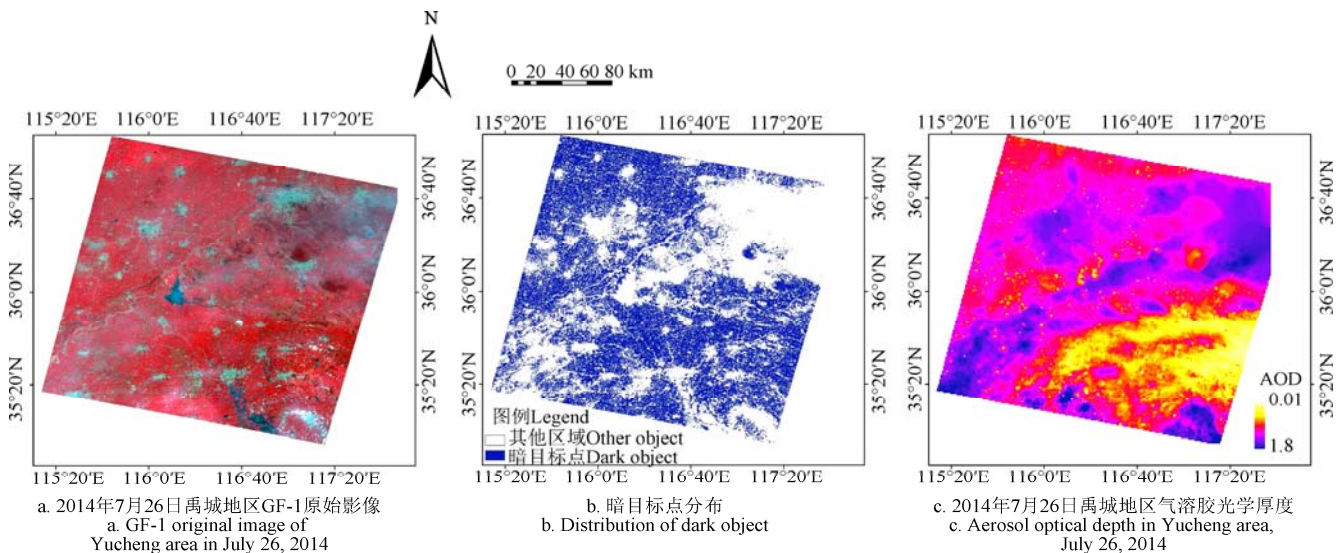 N
0 20 40 60 80 km
115°20′E 116°0′E 116°40′E 117°20′E
36°40′N
36°0′N
35°20′N
36°40′N
36°0′N
35°20′N
115°20′E 116°0′E 116°40′E 117°20′E
a. 2014年7月26日禹城地区GF-1原始影像
a. GF-1 original image of
Yucheng area in July 26, 2014
115°20′E 116°0′E 116°40′E 117°20′E
36°40′N
36°0′N
35°20′N
36°40′N
36°0′N
35°20′N
图例Legend
其他区域Other object
暗目标点Dark object
115°20′E 116°0′E 116°40′E 117°20′E
b. 暗目标点分布
b. Distribution of dark object
115°20′E 116°0′E 116°40′E 117°20′E
36°40′N
36°0′N
35°20′N
36°40′N
36°0′N
35°20′N
AOD
0.01
1.8
115°20′E 116°0′E 116°40′E 117°20′E
c. 2014年7月26日禹城地区气溶胶光学厚度
c. Aerosol optical depth in Yucheng area,
July 26, 2014